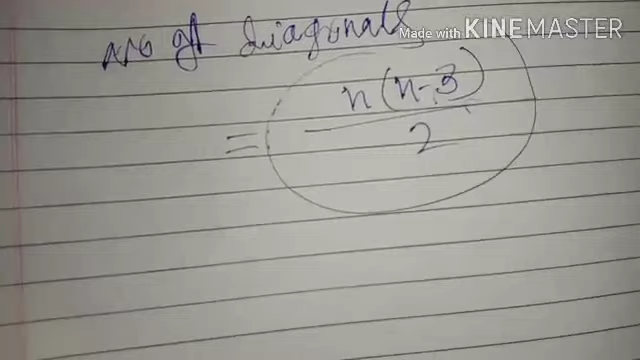 Made with KINEMASTER
no of diagonals
= n(n-3)
2